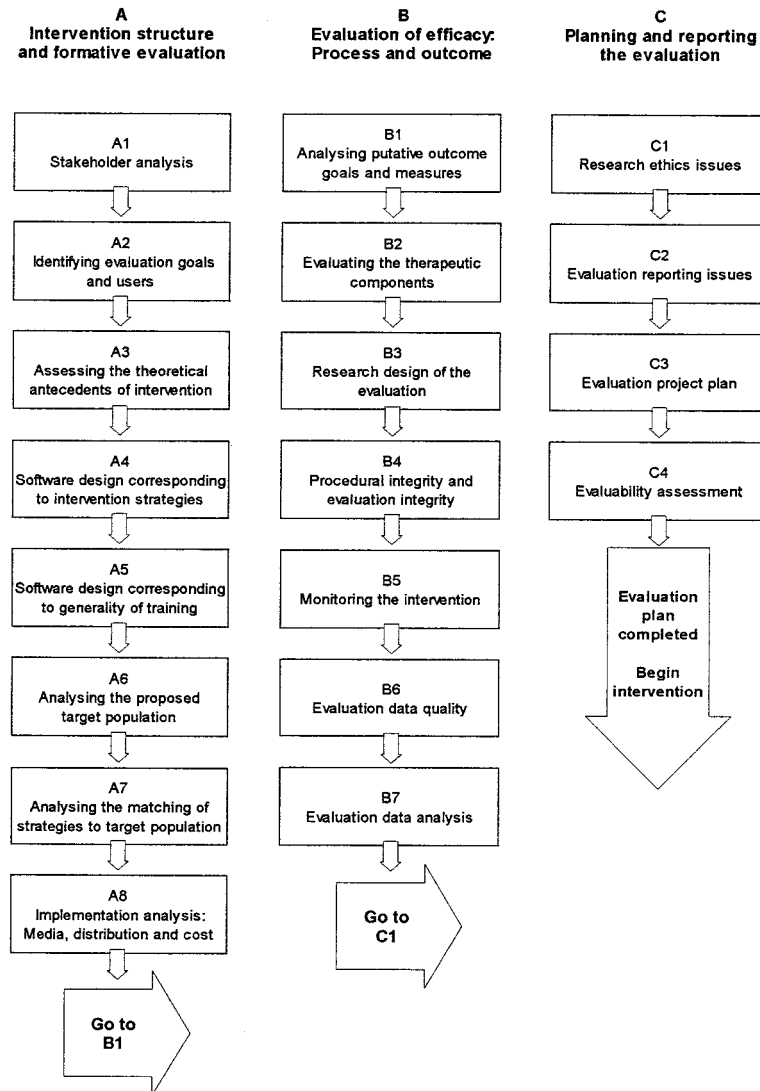 A
Intervention structure
and formative evaluation
A1
Stakeholder analysis
A2
Identifying evaluation goals
and users
A3
Assessing the theoretical
antecedents of intervention
A4
Software design corresponding
to intervention strategies
A5
Software design corresponding
to generality of training
A6
Analysing the proposed
target population
A7
Analysing the matching of
strategies to target population
A8
Implementation analysis:
Media, distribution and cost
Go to
B1
B
Evaluation of efficacy:
Process and outcome
B1
Analysing putative outcome
goals and measures
B2
Evaluating the therapeutic
components
B3
Research design of the
evaluation
B4
Procedural integrity and
evaluation integrity
B5
Monitoring the intervention
B6
Evaluation data quality
B7
Evaluation data analysis
Go to
C1
C
Planning and reporting
the evaluation
C1
Research ethics issues
C2
Evaluation reporting issues
C3
Evaluation project plan
C4
Evaluability assessment
Evaluation
plan
completed
Begin
intervention